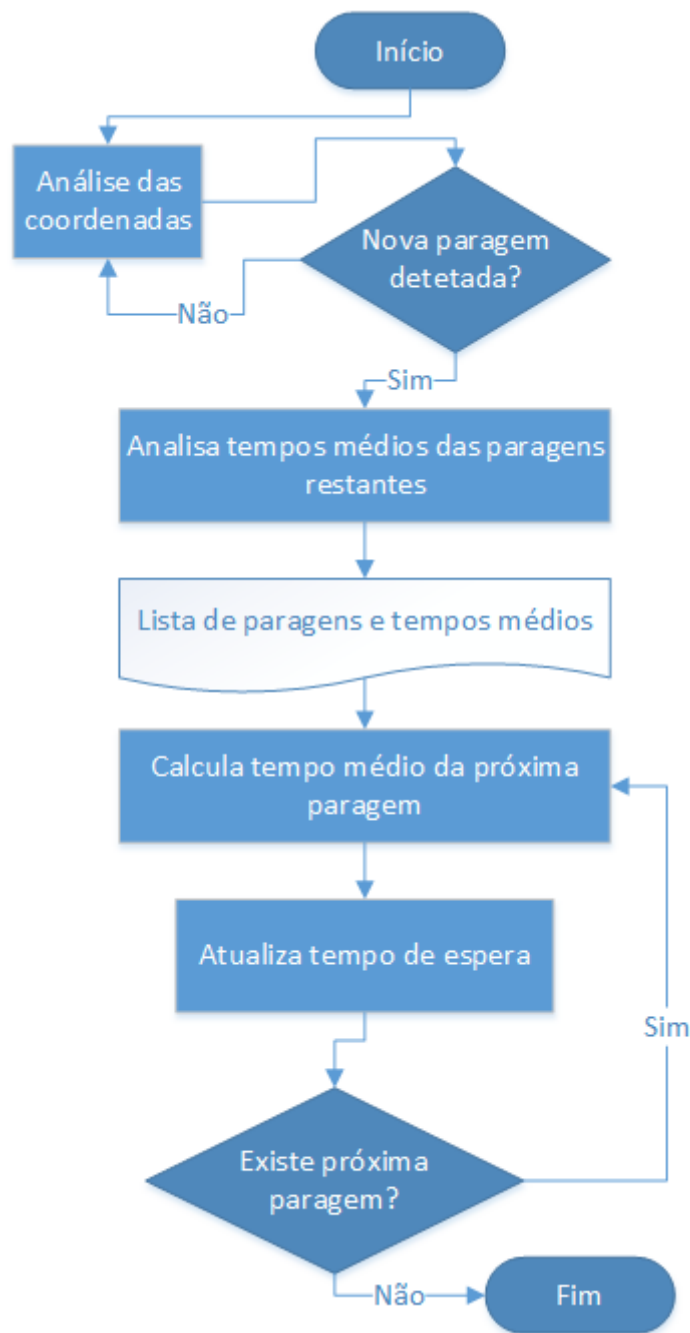 Início
Análise das
coordenadas
Nova paragem
detetada?
Não
Sim
Analisa tempos médios das paragens
restantes
Lista de paragens e tempos médios
Calcula tempo médio da próxima
paragem
Atualiza tempo de espera
Sim
Existe próxima
paragem?
Não
Fim